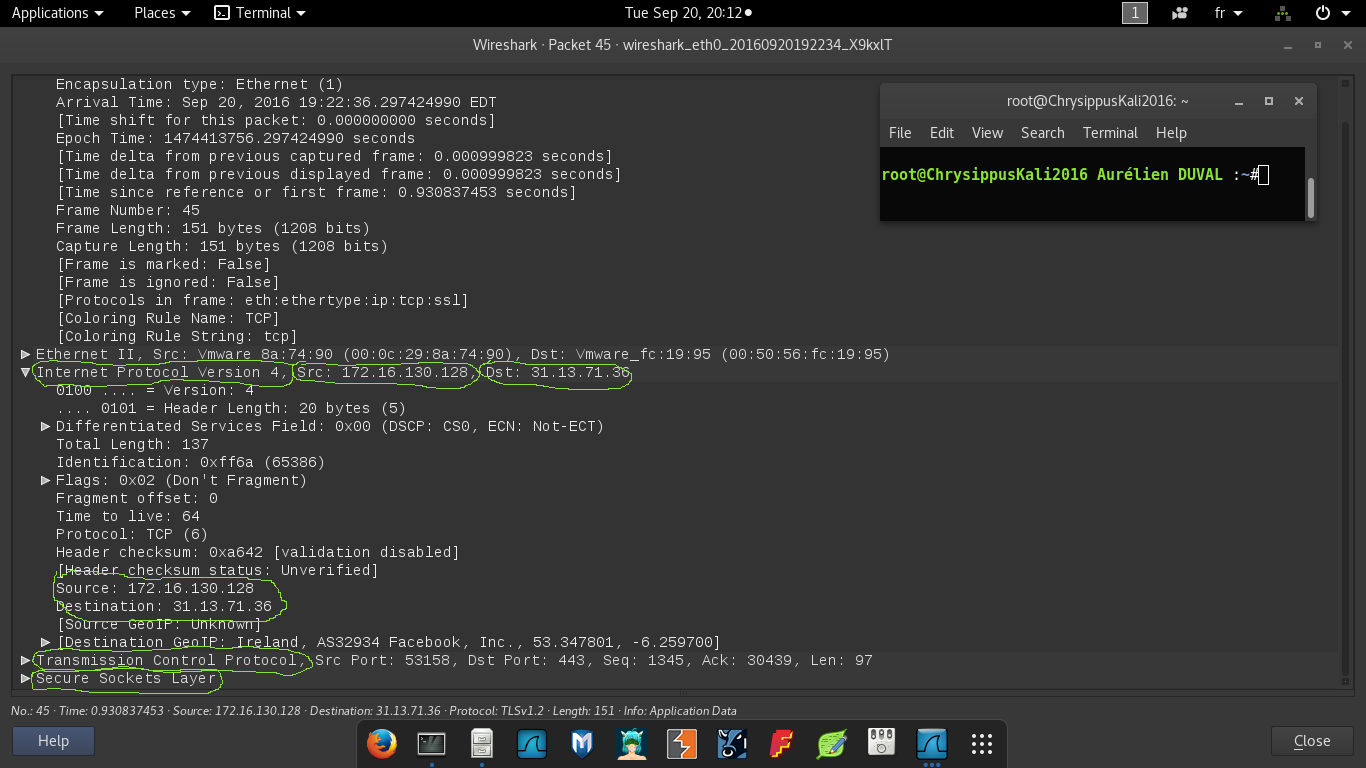 Applications Places Terminal Tue Sep 20, 20:12 1 fr
Wireshark · Packet 45 · wireshark_eth0_20160920192234_X9kxlT
Encapsulation type: Ethernet (1)
Arrival Time: Sep 20, 2016 19:22:36.297424990 EDT
[Time shift for this packet: 0.000000000 seconds]
Epoch Time: 1474413756.297424990 seconds
[Time delta from previous captured frame: 0.000999823 seconds]
[Time delta from previous displayed frame: 0.000999823 seconds]
[Time since reference or first frame: 0.930837453 seconds]
Frame Number: 45
Frame Length: 151 bytes (1208 bits)
Capture Length: 151 bytes (1208 bits)
[Frame is marked: False]
[Frame is ignored: False]
[Protocols in frame: eth:ethertype:ip:tcp:ssl]
[Coloring Rule Name: TCP]
[Coloring Rule String: tcp]
Ethernet II, Src: Vmware_8a:74:90 (00:0c:29:8a:74:90), Dst: Vmware_fc:19:95 (00:50:56:fc:19:95)
Internet Protocol Version 4, Src: 172.16.130.128, Dst: 31.13.71.36
0100 .... = Version: 4
.... 0101 = Header Length: 20 bytes (5)
Differentiated Services Field: 0x00 (DSCP: CS0, ECN: Not-ECT)
Total Length: 137
Identification: 0xff6a (65386)
Flags: 0x02 (Don't Fragment)
Fragment offset: 0
Time to live: 64
Protocol: TCP (6)
Header checksum: 0xa642 [validation disabled]
[Header checksum status: Unverified]
Source: 172.16.130.128
Destination: 31.13.71.36
[Source GeoIP: Unknown]
[Destination GeoIP: Ireland, AS32934 Facebook, Inc., 53.347801, -6.259700]
Transmission Control Protocol, Src Port: 53158, Dst Port: 443, Seq: 1345, Ack: 30439, Len: 97
Secure Sockets Layer
root@ChrysippusKali2016: ~
File Edit View Search Terminal Help
root@ChrysippusKali2016 Aurélien DUVAL :~#
No.: 45 · Time: 0.930837453 · Source: 172.16.130.128 · Destination: 31.13.71.36 · Protocol: TLSv1.2 · Length: 151 · Info: Application Data
Help
Close